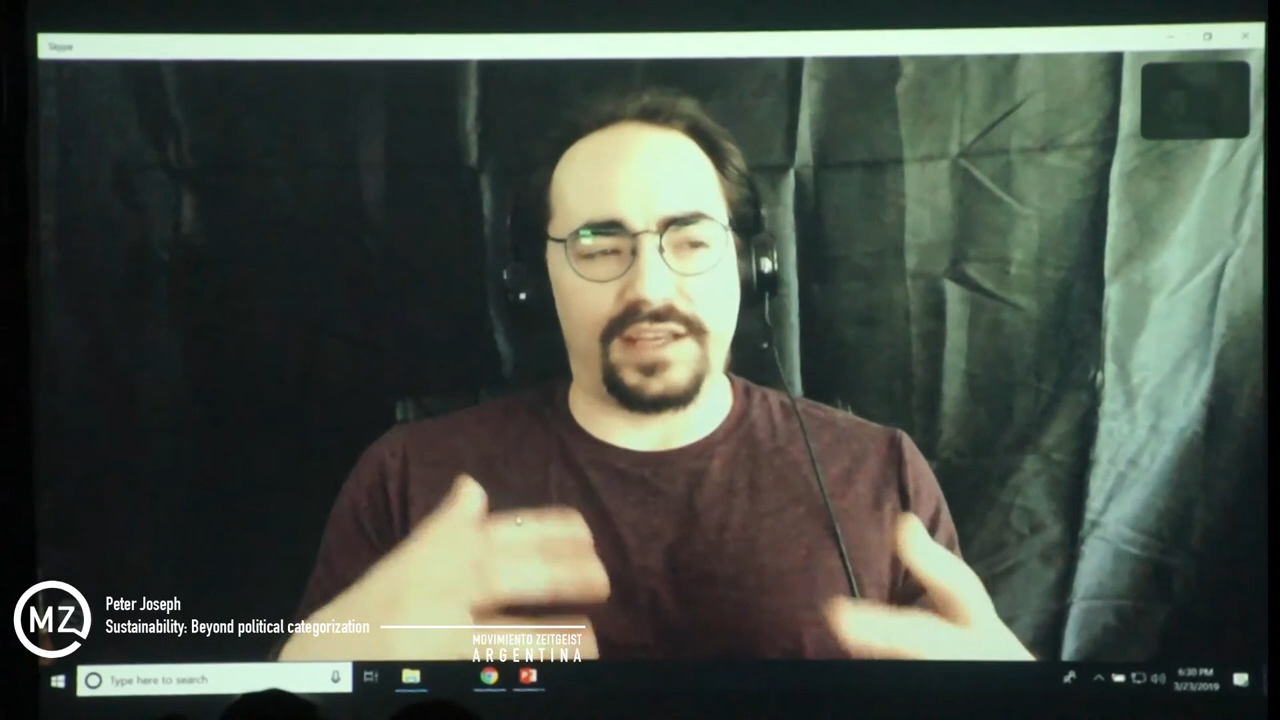 Skype
MZ
Peter Joseph
Sustainability: Beyond political categorization
MOVIMIENTO ZEITGEIST
ARGENTINA
Type here to search
6:30 PM
3/23/2019